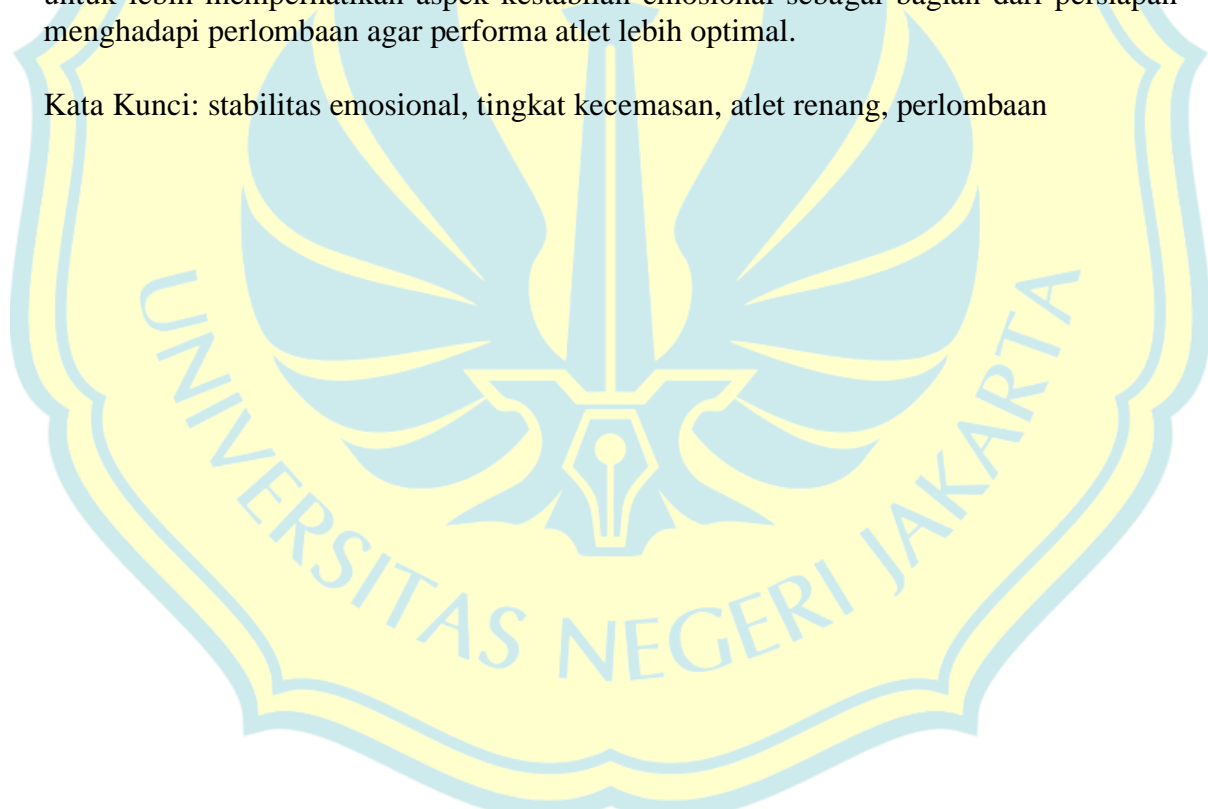 untuk lebih memperhatikan aspek kestabilan emosional sebagai bagian dari persiapan
menghadapi perlombaan agar performa atlet lebih optimal.
Kata Kunci: stabilitas emosional, tingkat kecemasan, atlet renang, perlombaan
UNIVERSITAS NEGERI JAKARTA